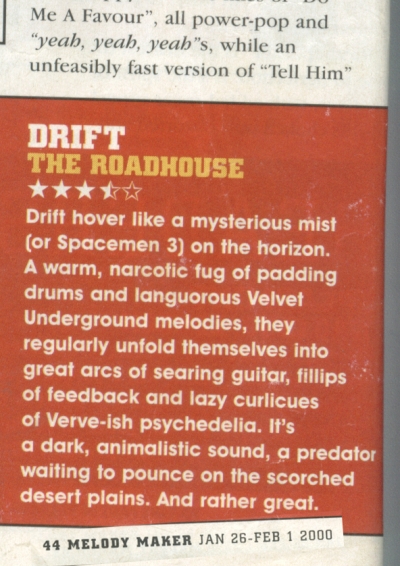 Me A Favour", all power-pop and
"yeah, yeah, yeah"s, while an
unfeasibly fast version of "Tell Him"
DRIFT
THE ROADHOUSE
Drift hover like a mysterious mist
(or Spacemen 3) on the horizon.
A warm, narcotic fug of padding
drums and languorous Velvet
Underground melodies, they
regularly unfold themselves into
great arcs of searing guitar, fillips
of feedback and lazy curlicues
of Verve-ish psychedelia. It's
a dark, animalistic sound, a predator
waiting to pounce on the scorched
desert plains. And rather great.
44 MELODY MAKER JAN 26-FEB 1 2000